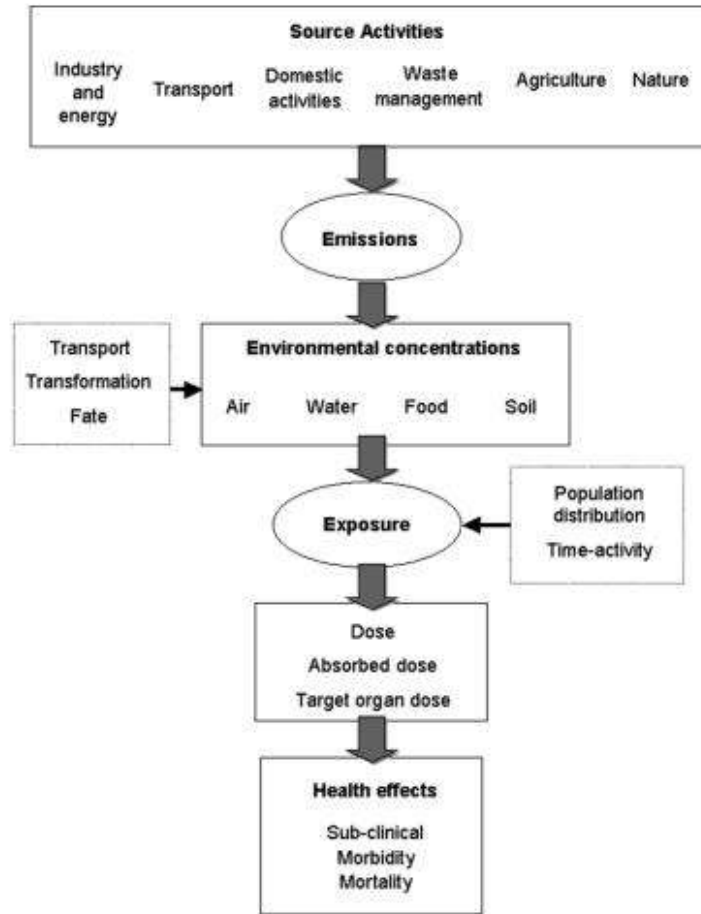 Source Activities
Industry
and
energy
Transport
Domestic
activities
Waste
management
Agriculture
Nature
Emissions
Transport
Transformation
Fate
Environmental concentrations
Air Water Food Soil
Exposure
Population
distribution
Time-activity
Dose
Absorbed dose
Target organ dose
Health effects
Sub-clinical
Morbidity
Mortality